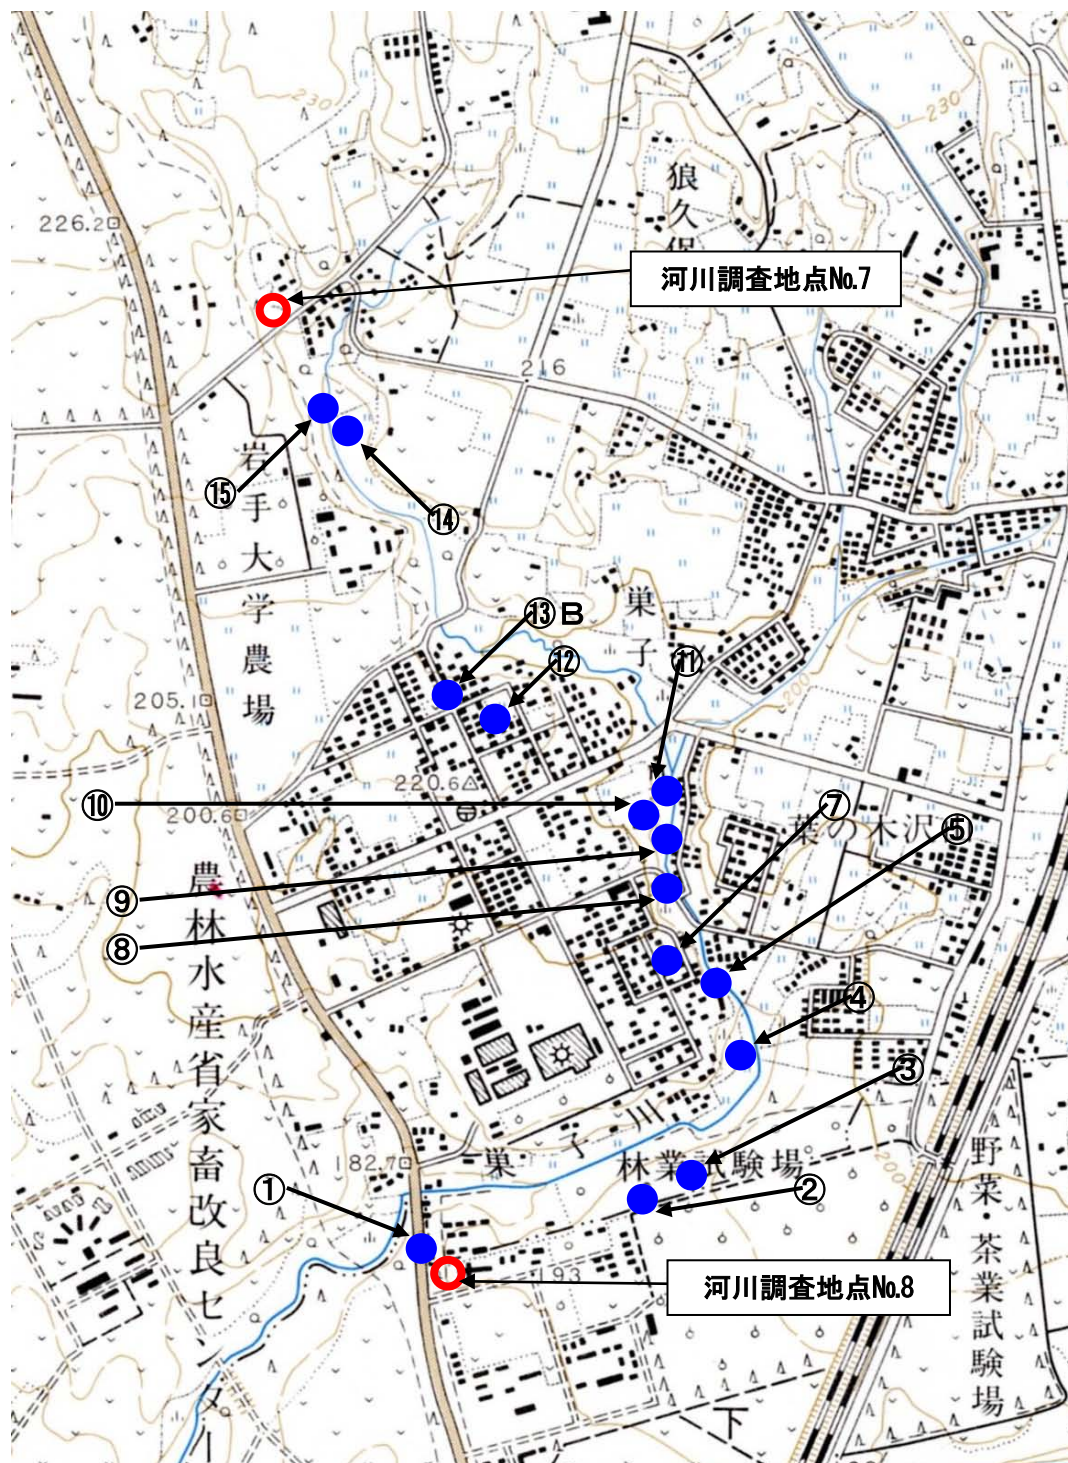 230
230
狼久保
226.2
河川調査地点№7
216
岩手大学農場
⑮
⑭
巣子
⑬B
⑫
⑪
200
205.1
220.6
⑩
200.6
⑦
葉の木沢
⑤
⑨
⑧
農林水産省家畜改良センター
④
③
182.7
巣
林業試験場
200
野菜・茶業試験場
①
②
193
河川調査地点№8
下